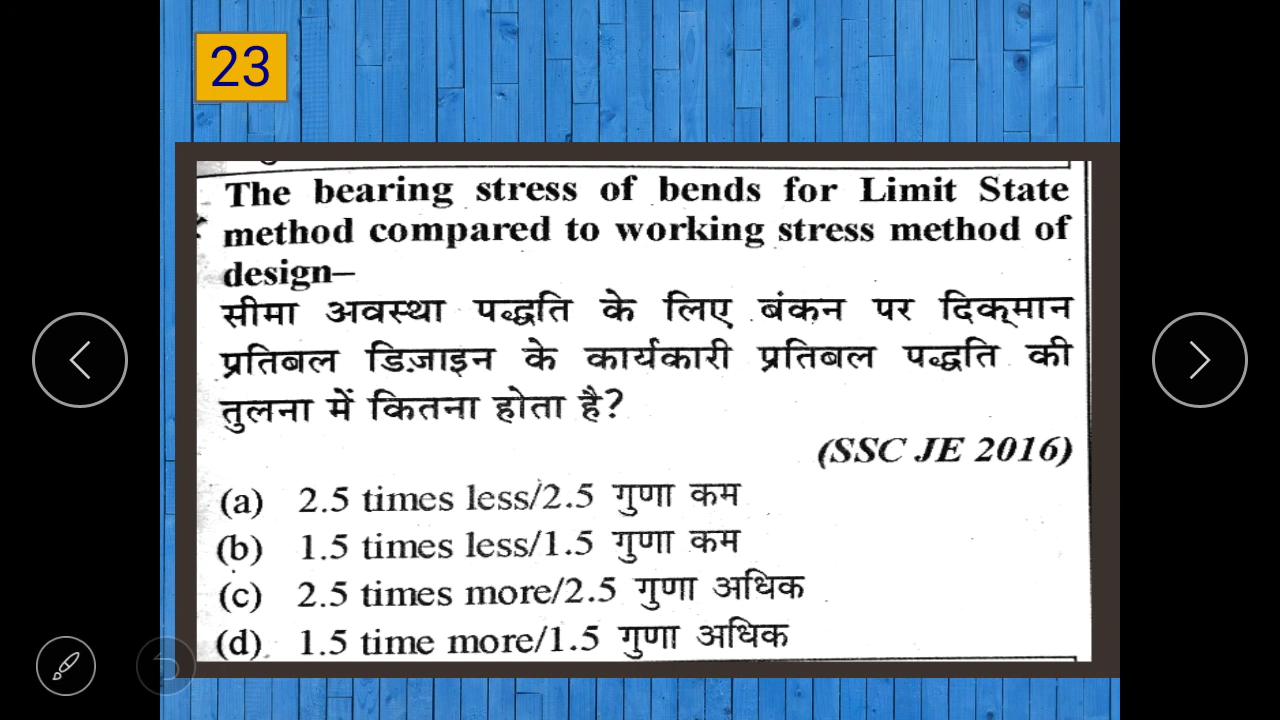 23
The bearing stress of bends for Limit State
method compared to working stress method of
design–
सीमा अवस्था पद्धति के लिए बंकन पर दिक्‌मान
प्रतिबल डिज़ाइन के कार्यकारी प्रतिबल पद्धति की
तुलना में कितना होता है?
(SSC JE 2016)
(a) 2.5 times less/2.5 गुणा कम
(b) 1.5 times less/1.5 गुणा कम
(c) 2.5 times more/2.5 गुणा अधिक
(d) 1.5 time more/1.5 गुणा अधिक